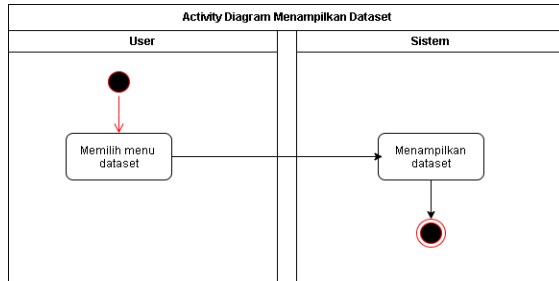 Activity Diagram Menampilkan Dataset
User
Sistem
Memilih menu
dataset
Menampilkan
dataset